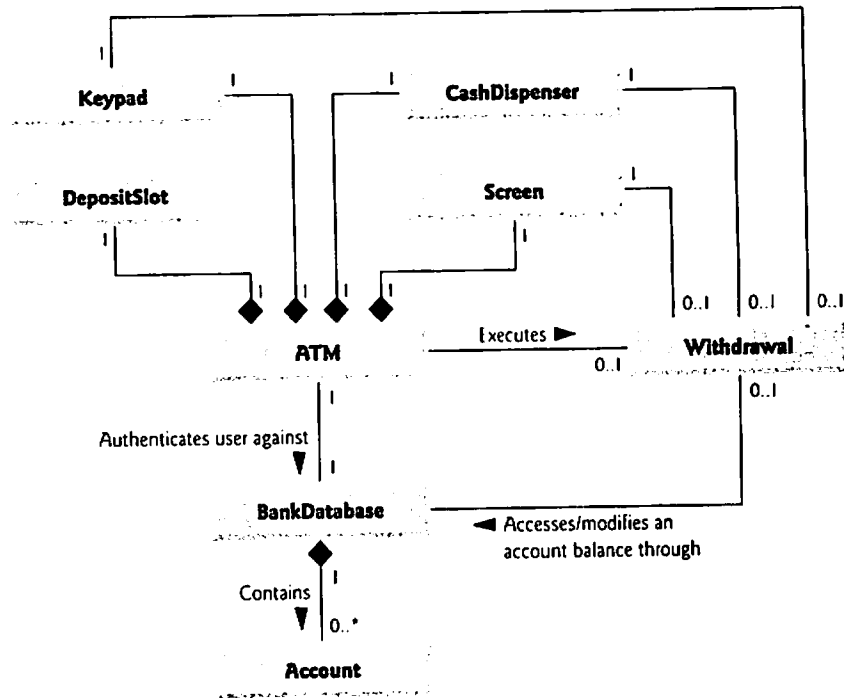 1
1
1
1
Keypad
CashDispenser
DepositSlot
1
Screen
1
1
1
1
1
1
0..1
0..1
0..1
Executes ►
ATM
Withdrawal
0..1
1
0..1
Authenticates user against
▼
1
BankDatabase
◄ Accesses/modifies an
account balance through
1
Contains
▼
0..*
Account